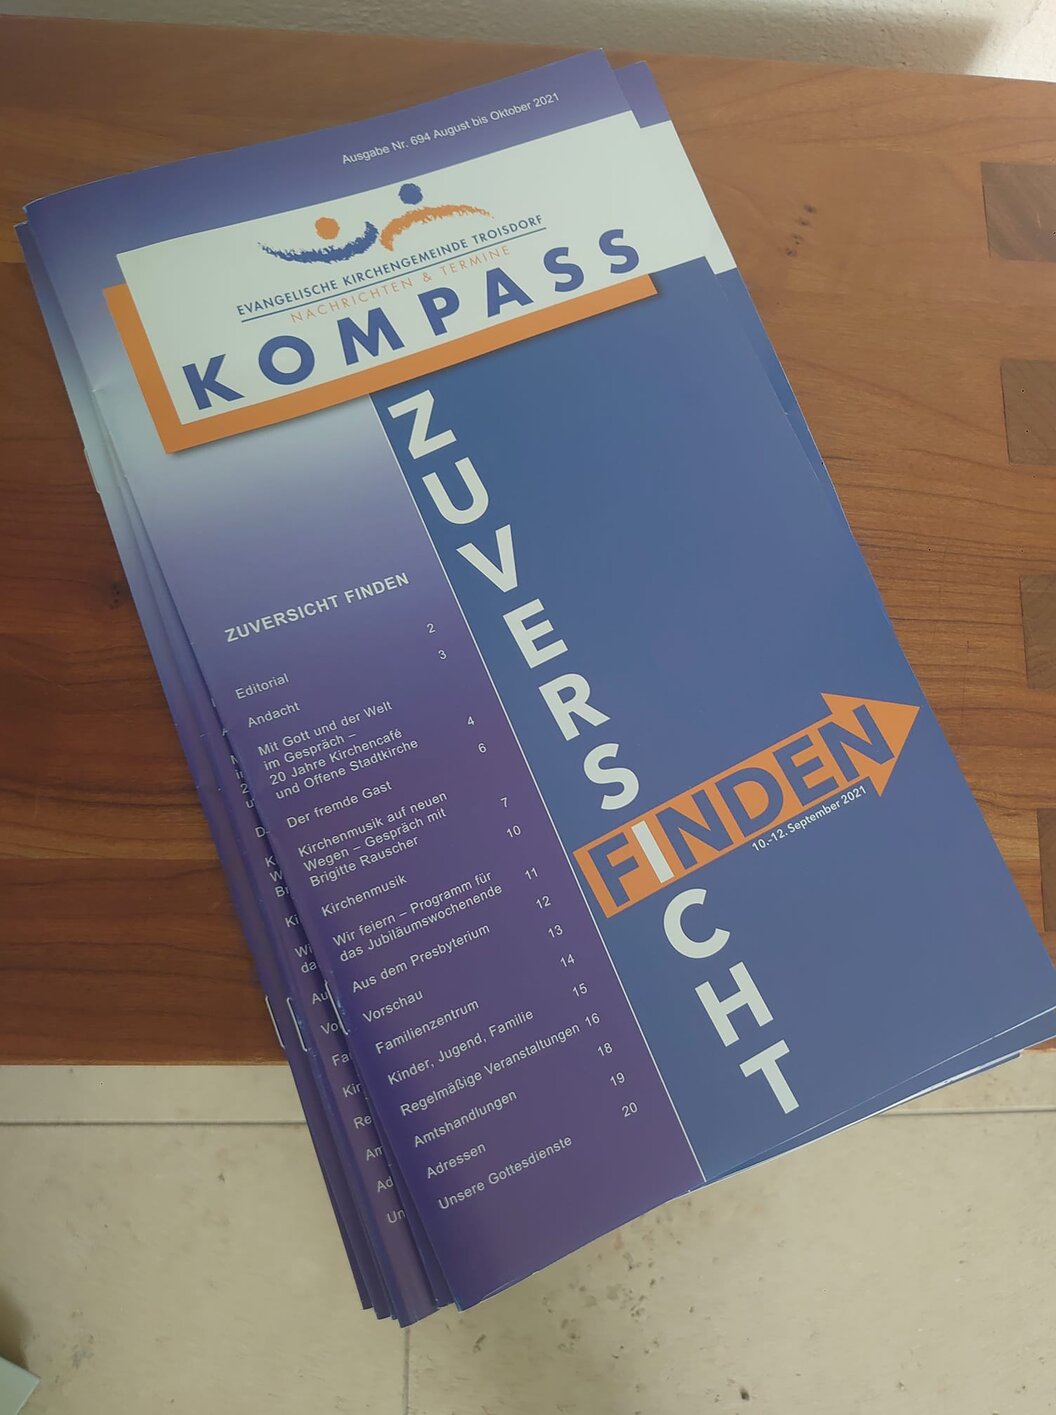 Ausgabe Nr. 694 August bis Oktober 2021
EVANGELISCHE KIRCHENGEMEINDE TROISDORF
NACHRICHTEN & TERMINE
KOMPASS
ZUVERSICHT
FINDEN
10.-12. September 2021
ZUVERSICHT FINDEN
Editorial 2
Andacht 3
Mit Gott und der Welt
im Gespräch –
20 Jahre Kirchencafé
und Offene Stadtkirche 4
Der fremde Gast 6
Kirchenmusik auf neuen
Wegen – Gespräch mit
Brigitte Rauscher 7
Kirchenmusik 10
Wir feiern – Programm für
das Jubiläumswochenende 11
Aus dem Presbyterium 12
Vorschau 13
Familienzentrum 14
Kinder, Jugend, Familie 15
Regelmäßige Veranstaltungen 16
Amtshandlungen 18
Adressen 19
Unsere Gottesdienste 20